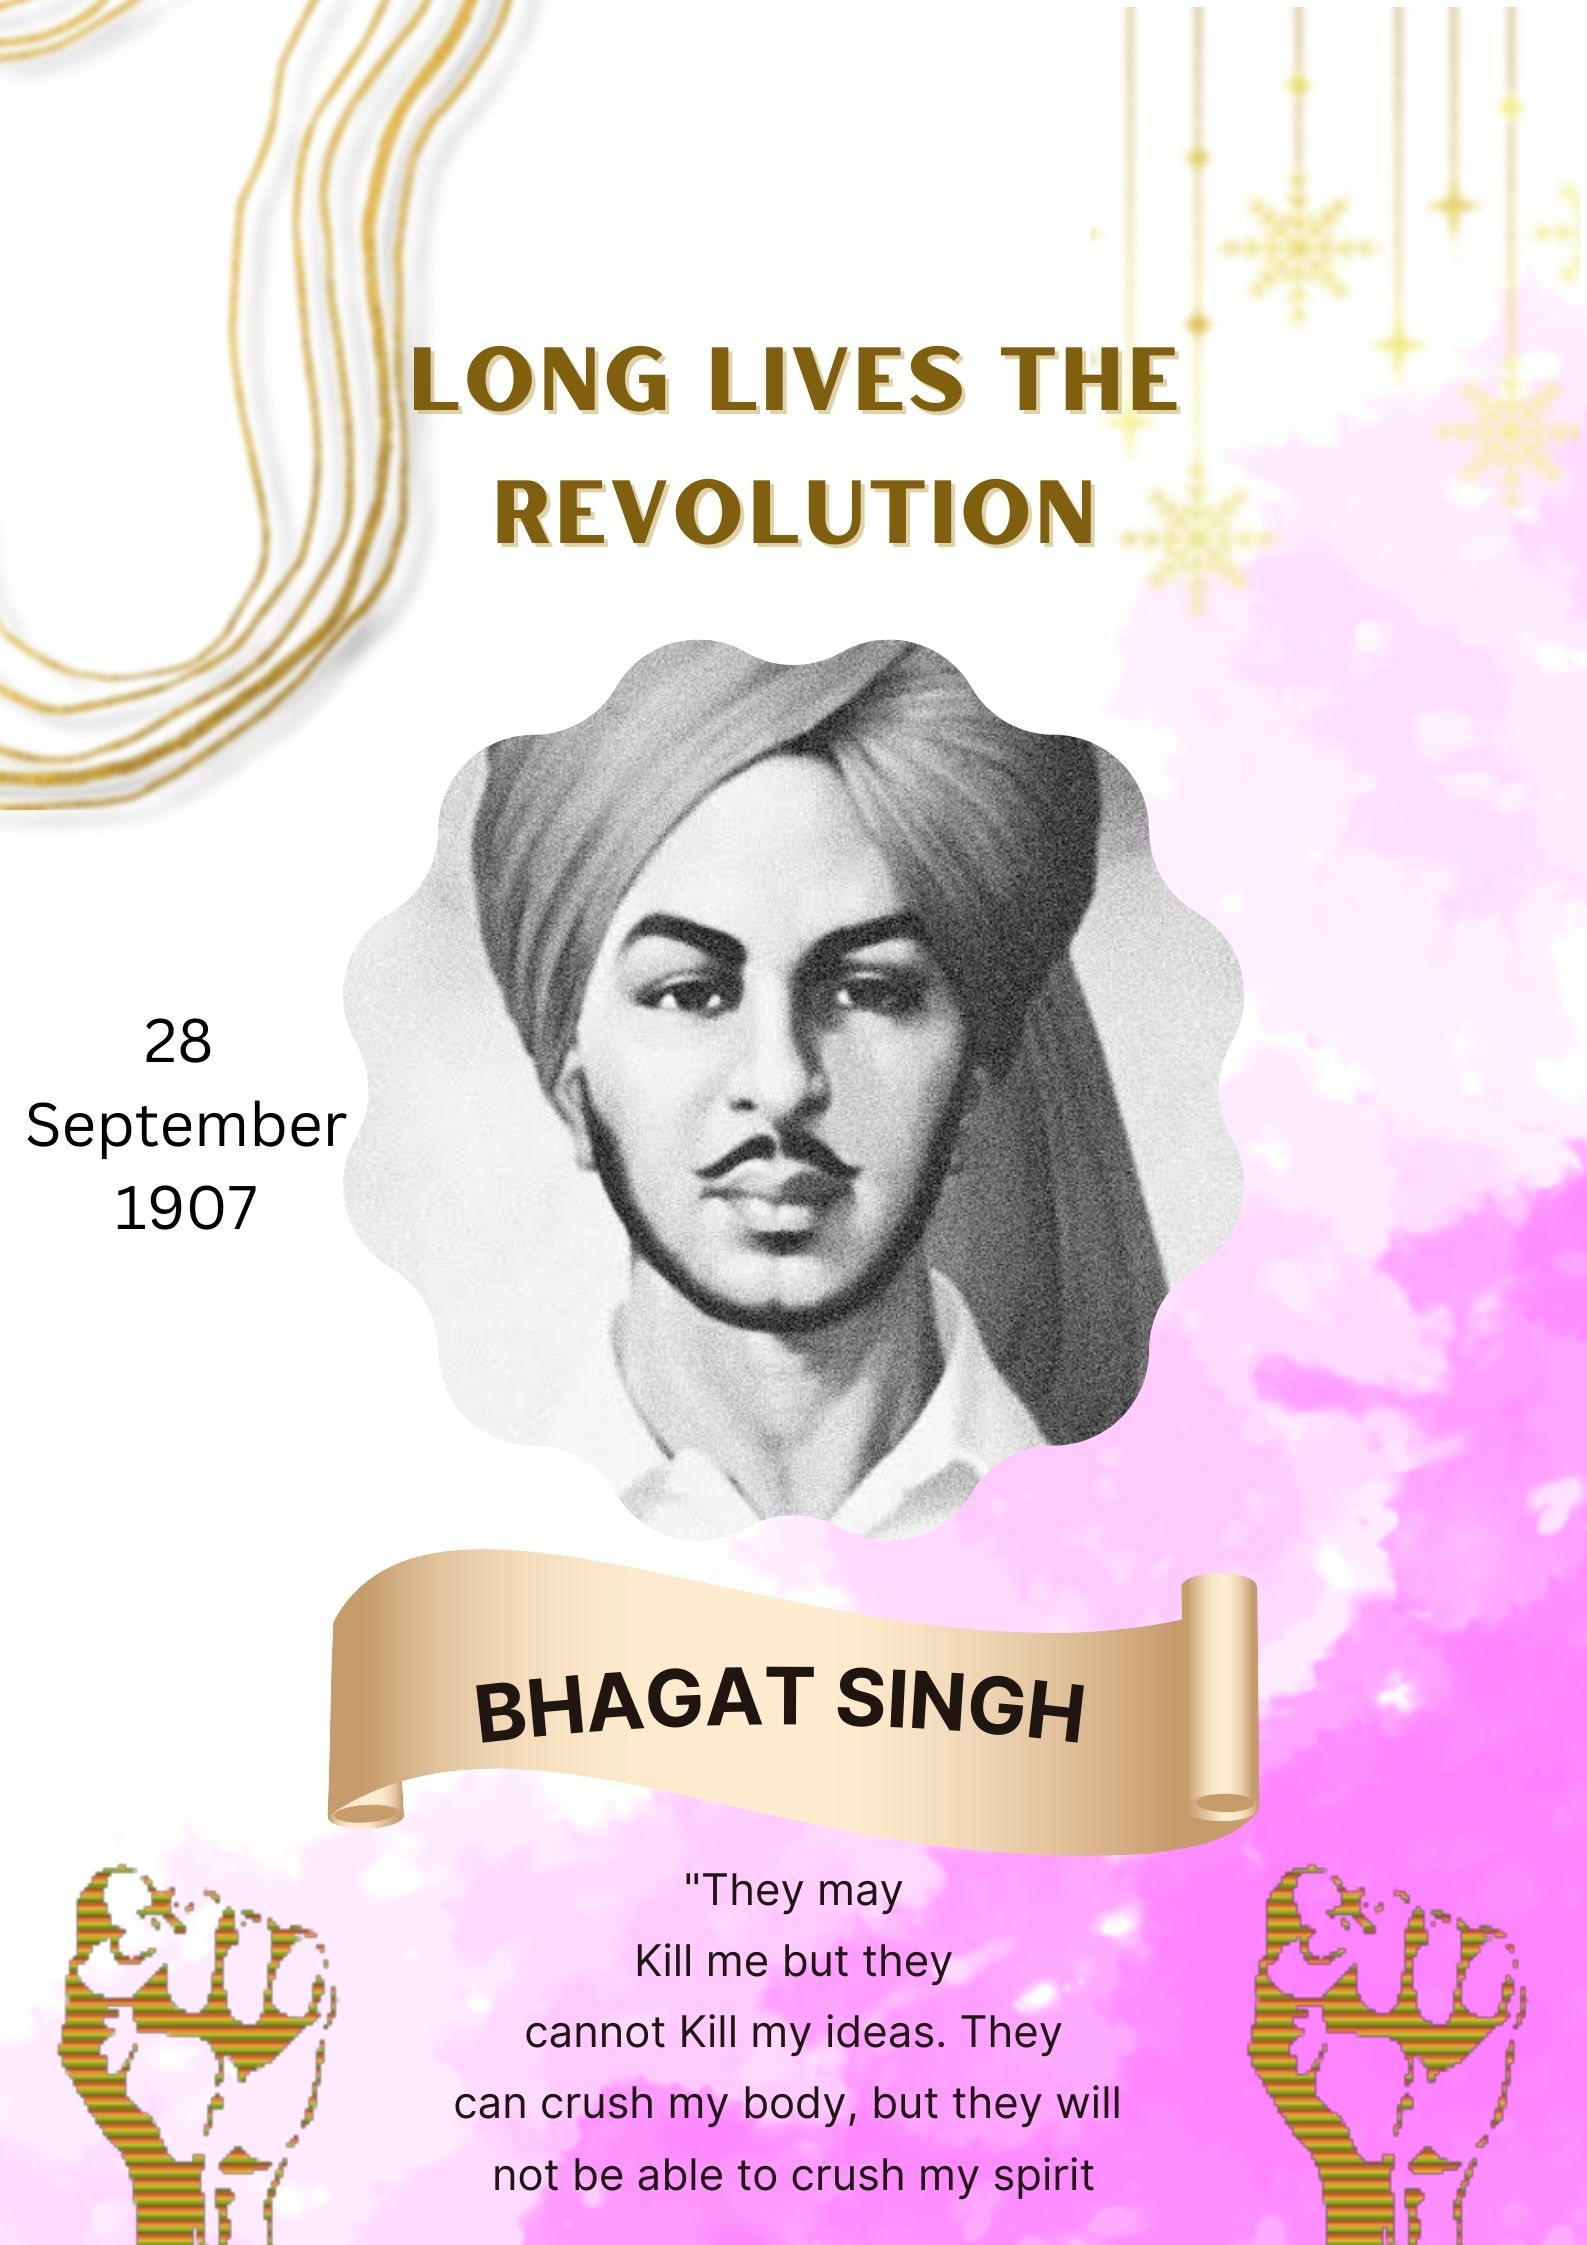 LONG LIVES THE
REVOLUTION
28
September
1907
BHAGAT SINGH
"They may
Kill me but they
cannot Kill my ideas. They
can crush my body, but they will
not be able to crush my spirit